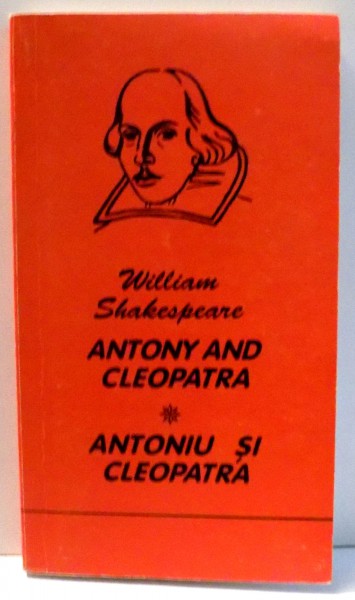 William
Shakespeare
ANTONY AND
CLEOPATRA
ANTONIU ȘI
CLEOPATRA